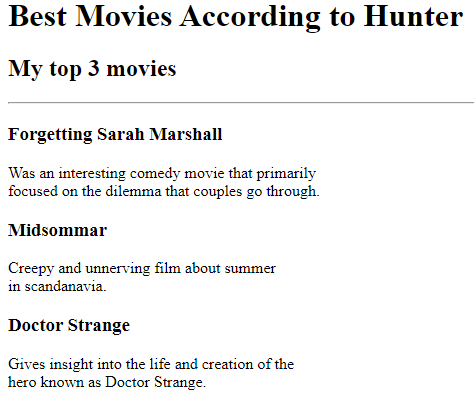 Best Movies According to Hunter
My top 3 movies
Forgetting Sarah Marshall
Was an interesting comedy movie that primarily
focused on the dilemma that couples go through.
Midsommar
Creepy and unnerving film about summer
in scandanavia.
Doctor Strange
Gives insight into the life and creation of the
hero known as Doctor Strange.